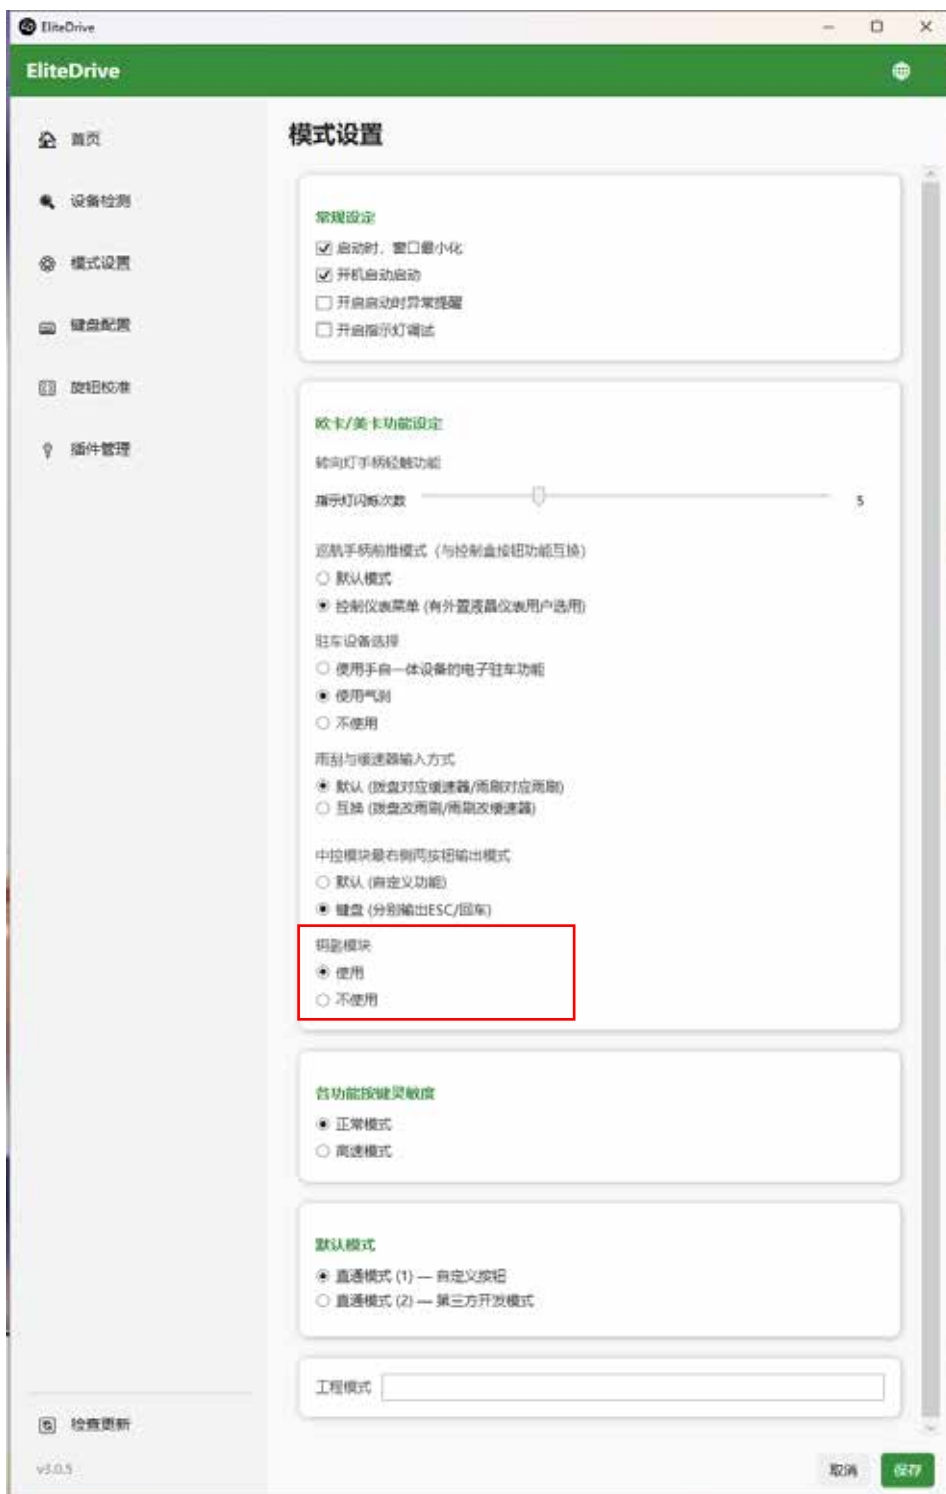 EliteDrive
EliteDrive
首页
设备检测
模式设置
键盘配置
旋钮校准
插件管理
检查更新
v3.0.5
模式设置
常规设定
启动时，窗口最小化
开机自动启动
开启启动时异常提醒
开启指示灯调试
欧卡/美卡功能设定
转向灯手柄轻触功能
指示灯闪烁次数 5
巡航手柄前推模式（与控制盒按钮功能互换）
默认模式
控制仪表菜单 (有外置液晶仪表用户选用)
驻车设备选择
使用手自一体设备的电子驻车功能
使用气刹
不使用
雨刮与缓速器输入方式
默认 (拨盘对应缓速器/雨刷对应雨刷)
互换 (拨盘改雨刷/雨刷改缓速器)
中控模块最右侧两按钮输出模式
默认 (自定义功能)
键盘 (分别输出ESC/回车)
钥匙模块
使用
不使用
各功能按键灵敏度
正常模式
高速模式
默认模式
直通模式 (1) — 自定义按钮
直通模式 (2) — 第三方开发模式
工程模式
取消
保存